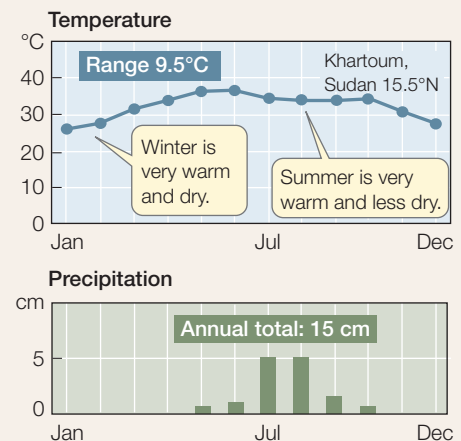 Temperature
°C
Range 9.5°C
Khartoum,
Sudan 15.5°N
40
30
20
10
0
Winter is
very warm
and dry.
Summer is very
warm and less dry.
Jan
Jul
Dec
Precipitation
cm
Annual total: 15 cm
5
0
Jan
Jul
Dec